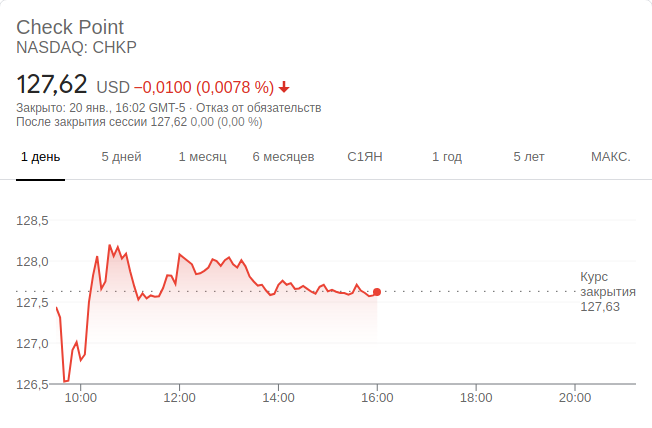 Check Point
NASDAQ: CHKP
127,62 USD −0,0100 (0,0078 %)
Закрыто: 20 янв., 16:02 GMT-5 · Отказ от обязательств
После закрытия сессии 127,62 0,00 (0,00 %)
1 день 5 дней 1 месяц 6 месяцев С1ЯН 1 год 5 лет МАКС.
128,5
128,0
Курс
закрытия
127,63
127,5
127,0
126,5
10:00 12:00 14:00 16:00 18:00 20:00